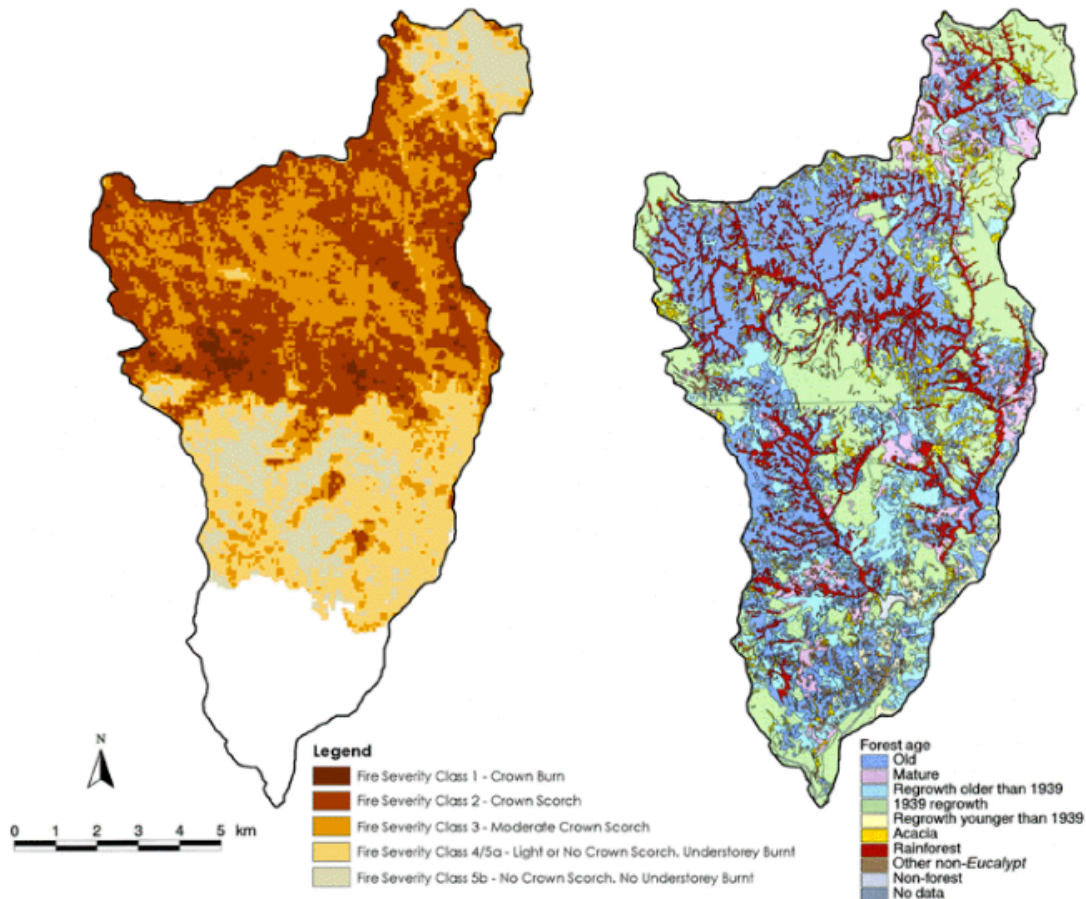 N
0 1 2 3 4 5 km
Legend
Fire Severity Class 1 - Crown Burn
Fire Severity Class 2 - Crown Scorch
Fire Severity Class 3 - Moderate Crown Scorch
Fire Severity Class 4/5a - Light or No Crown Scorch. Understorey Burnt
Fire Severity Class 5b - No Crown Scorch. No Understorey Burnt
Forest age
Old
Mature
Regrowth older than 1939
1939 regrowth
Regrowth younger than 1939
Acacia
Rainforest
Other non-Eucalypt
Non-forest
No data